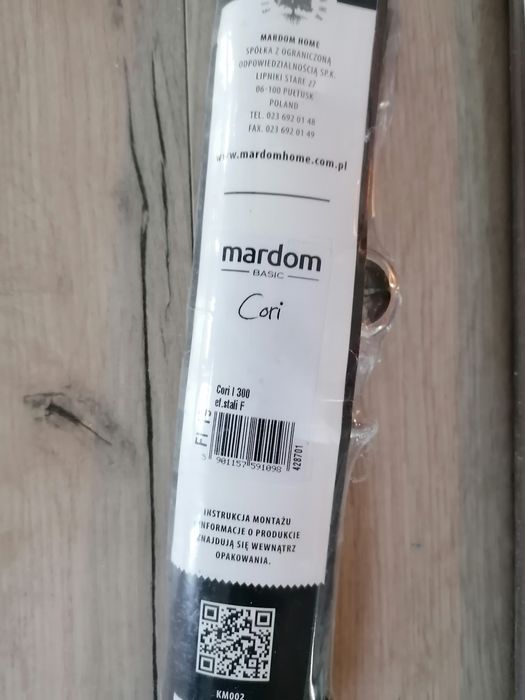 MARDOM HOME
SPÓŁKA Z OGRANICZONĄ
ODPOWIEDZIALNOŚCIĄ SP.K.
LIPNIKI STARE 27
06-100 PUŁTUSK
POLAND
TEL. 023 692 01 48
FAX. 023 692 01 49
www.mardomhome.com.pl
mardom
BASIC
Cori
Cori I 300
ef.stali F
5 901157 591098
428701
INSTRUKCJA MONTAŻU
INFORMACJE O PRODUKCIE
ZNAJDUJĄ SIĘ WEWNĄTRZ
OPAKOWANIA.
KM002